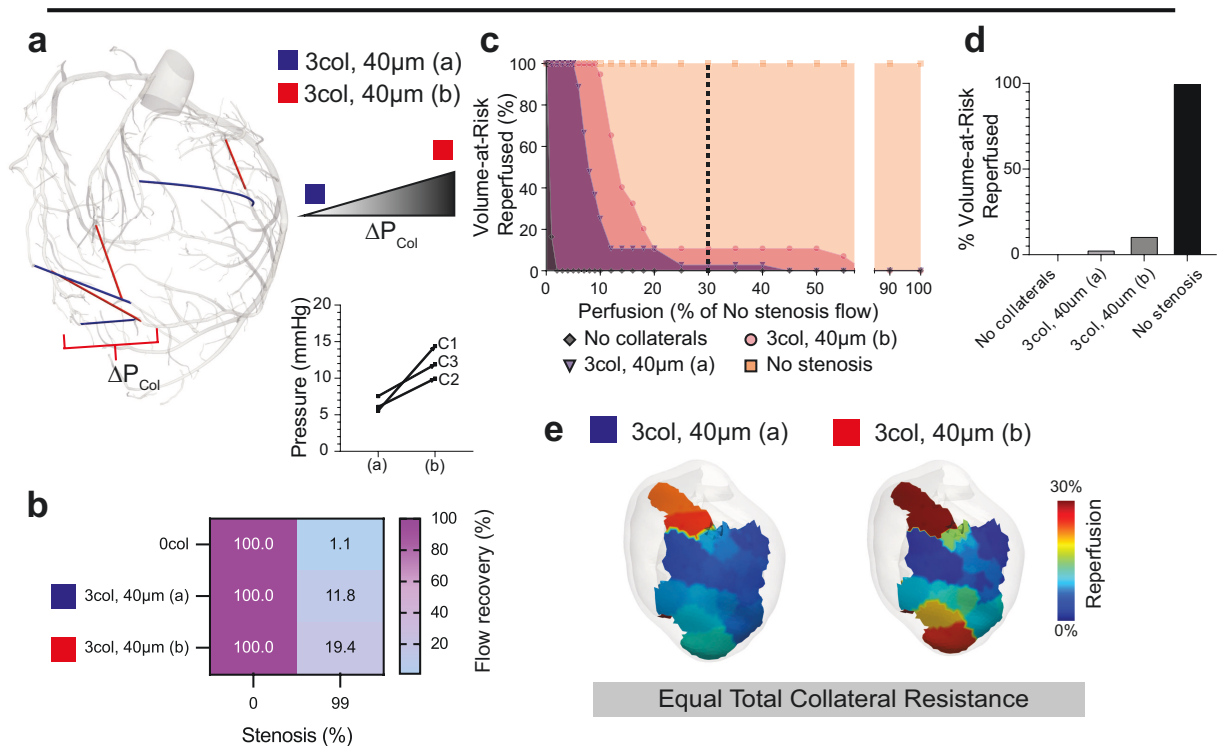 a
3col, 40µm (a)
3col, 40µm (b)
ΔPCol
ΔPCol
Pressure (mmHg)
20
15
10
5
0
C1
C3
C2
(a)
(b)
b
0col
3col, 40µm (a)
3col, 40µm (b)
100.0
1.1
100.0
11.8
100.0
19.4
0
99
Stenosis (%)
100
80
60
40
20
Flow recovery (%)
c
Volume-at-Risk
Reperfused (%)
100
80
60
40
20
0
0 10 20 30 40 50 90 100
Perfusion (% of No stenosis flow)
No collaterals
3col, 40µm (b)
3col, 40µm (a)
No stenosis
d
% Volume-at-Risk
Reperfused
100
50
0
No collaterals
3col, 40um (a)
3col, 40um (b)
No stenosis
e
3col, 40µm (a)
3col, 40µm (b)
30%
0%
Reperfusion
Equal Total Collateral Resistance